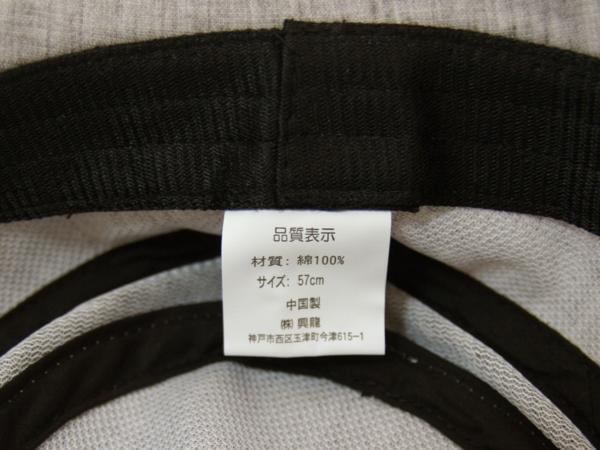 品質表示
材質: 綿100%
サイズ: 57cm
中国製
㈱ 興龍
神戸市西区玉津町今津615-1